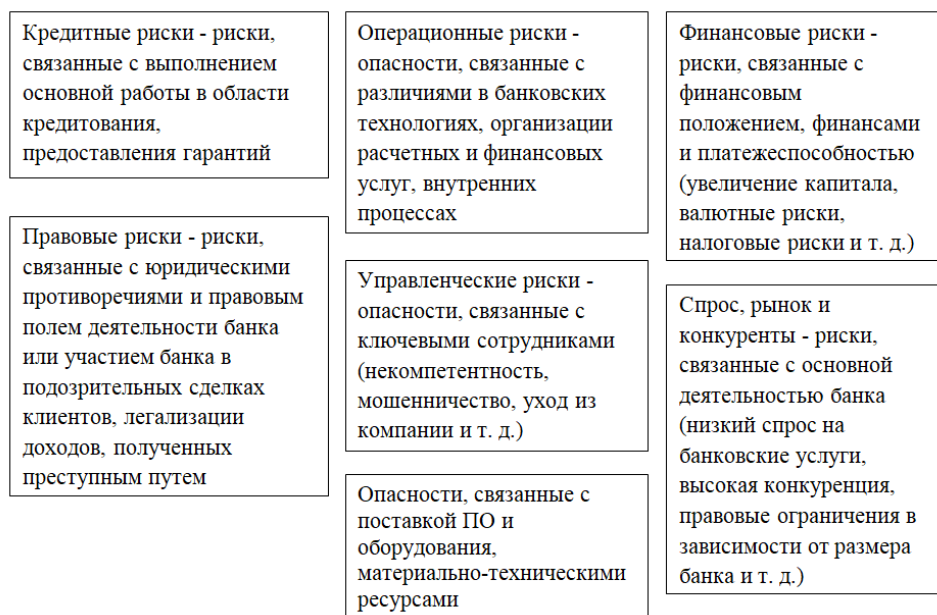 Кредитные риски - риски,
связанные с выполнением
основной работы в области
кредитования,
предоставления гарантий
Правовые риски - риски,
связанные с юридическими
противоречиями и правовым
полем деятельности банка
или участием банка в
подозрительных сделках
клиентов, легализации
доходов, полученных
преступным путем
Операционные риски -
опасности, связанные с
различиями в банковских
технологиях, организации
расчетных и финансовых
услуг, внутренних
процессах
Управленческие риски -
опасности, связанные с
ключевыми сотрудниками
(некомпетентность,
мошенничество, уход из
компании и т. д.)
Опасности, связанные с
поставкой ПО и
оборудования,
материально-техническими
ресурсами
Финансовые риски -
риски, связанные с
финансовым
положением, финансами
и платежеспособностью
(увеличение капитала,
валютные риски,
налоговые риски и т. д.)
Спрос, рынок и
конкуренты - риски,
связанные с основной
деятельностью банка
(низкий спрос на
банковские услуги,
высокая конкуренция,
правовые ограничения в
зависимости от размера
банка и т. д.)